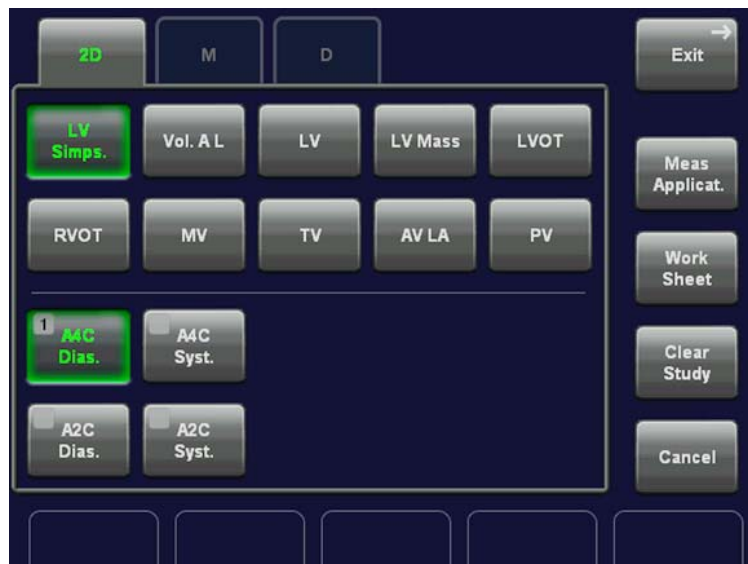 2D
M
D
Exit
LV
Simps.
Vol. A L
LV
LV Mass
LVOT
Meas
Applicat.
RVOT
MV
TV
AV LA
PV
Work
Sheet
1
A4C
Dias.
A4C
Syst.
Clear
Study
A2C
Dias.
A2C
Syst.
Cancel